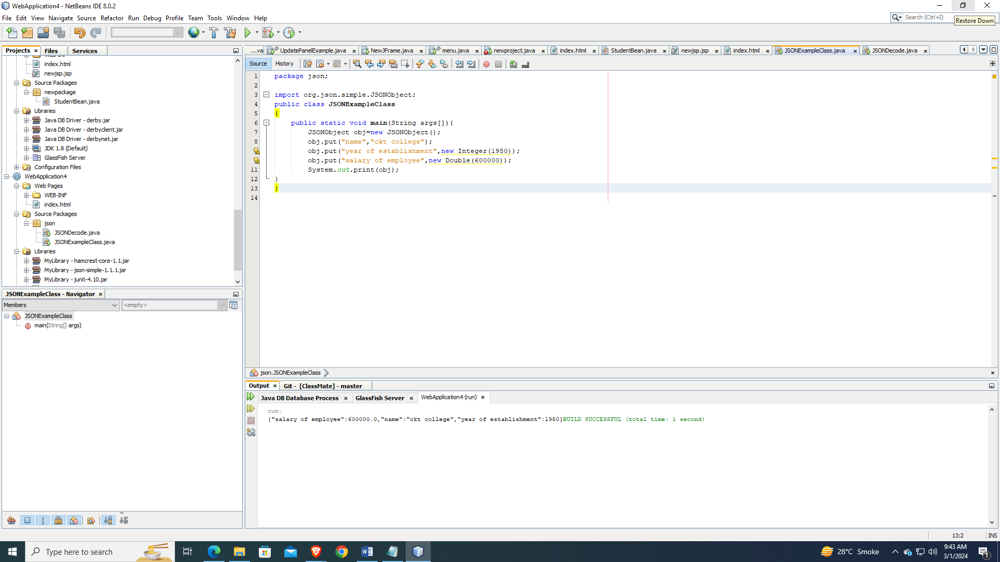 WebApplication4 - NetBeans IDE 8.0.2
File Edit View Navigate Source Refactor Run Debug Profile Team Tools Window Help
Search (Ctrl+I)
Restore Down
Projects Files Services
WEB-INF
index.html
newjsp.jsp
Source Packages
newpackage
StudentBean.java
Libraries
Java DB Driver - derby.jar
Java DB Driver - derbyclient.jar
Java DB Driver - derbynet.jar
JDK 1.8 (Default)
GlassFish Server
Configuration Files
WebApplication4
Web Pages
WEB-INF
index.html
Source Packages
json
JSONDecode.java
JSONExampleClass.java
Libraries
MyLibrary - hamcrest-core-1.1.jar
MyLibrary - json-simple-1.1.1.jar
MyLibrary - junit-4.10.jar
JSONExampleClass - Navigator
Members <empty>
JSONExampleClass
main(String[] args)
...va UpdatePanelExample.java NewJFrame.java menu.java newproject.java index.html StudentBean.java newjsp.jsp index.html JSONExampleClass.java JSONDecode.java
Source History
1 package json;
2
3 import org.json.simple.JSONObject;
4 public class JSONExampleClass
5 {
6 public static void main(String args[]){
7 JSONObject obj=new JSONObject();
8 obj.put("name","ckt college");
obj.put("year of establishment",new Integer(1950));
obj.put("salary of employee",new Double(600000));
11 System.out.print(obj);
12 }
13 }
14
json.JSONExampleClass
Output Git - [ClassMate] - master
Java DB Database Process GlassFish Server WebApplication4 (run)
run:
{"salary of employee":600000.0,"name":"ckt college","year of establishment":1950}BUILD SUCCESSFUL (total time: 1 second)
13:2 INS
Type here to search
28°C Smoke
9:43 AM
3/1/2024
1